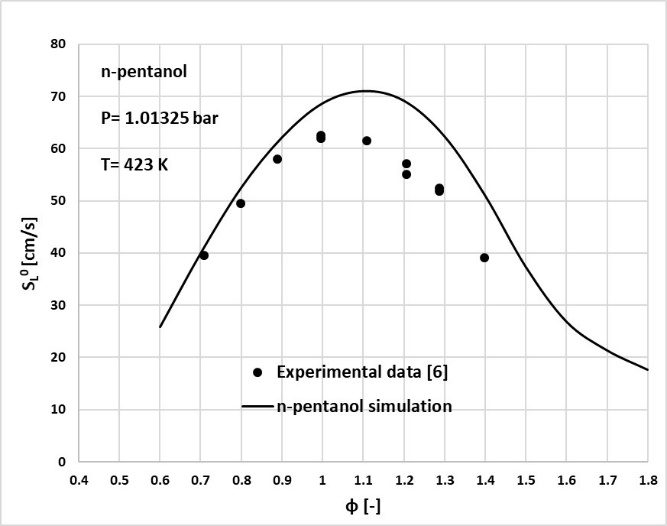 80
70
60
50
40
30
20
10
0
S_L^0 [cm/s]
n-pentanol
P= 1.01325 bar
T= 423 K
Experimental data [6]
n-pentanol simulation
0.4 0.5 0.6 0.7 0.8 0.9 1 1.1 1.2 1.3 1.4 1.5 1.6 1.7 1.8
ϕ [-]